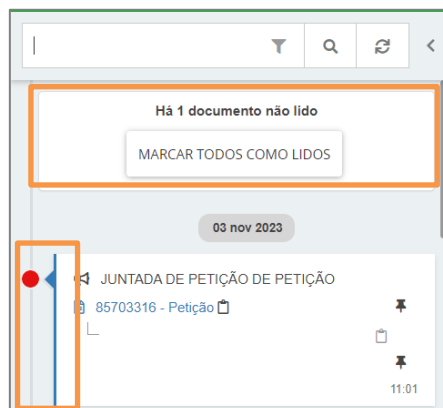 Há 1 documento não lido
MARCAR TODOS COMO LIDOS
03 nov 2023
JUNTADA DE PETIÇÃO DE PETIÇÃO
85703316 - Petição
11:01